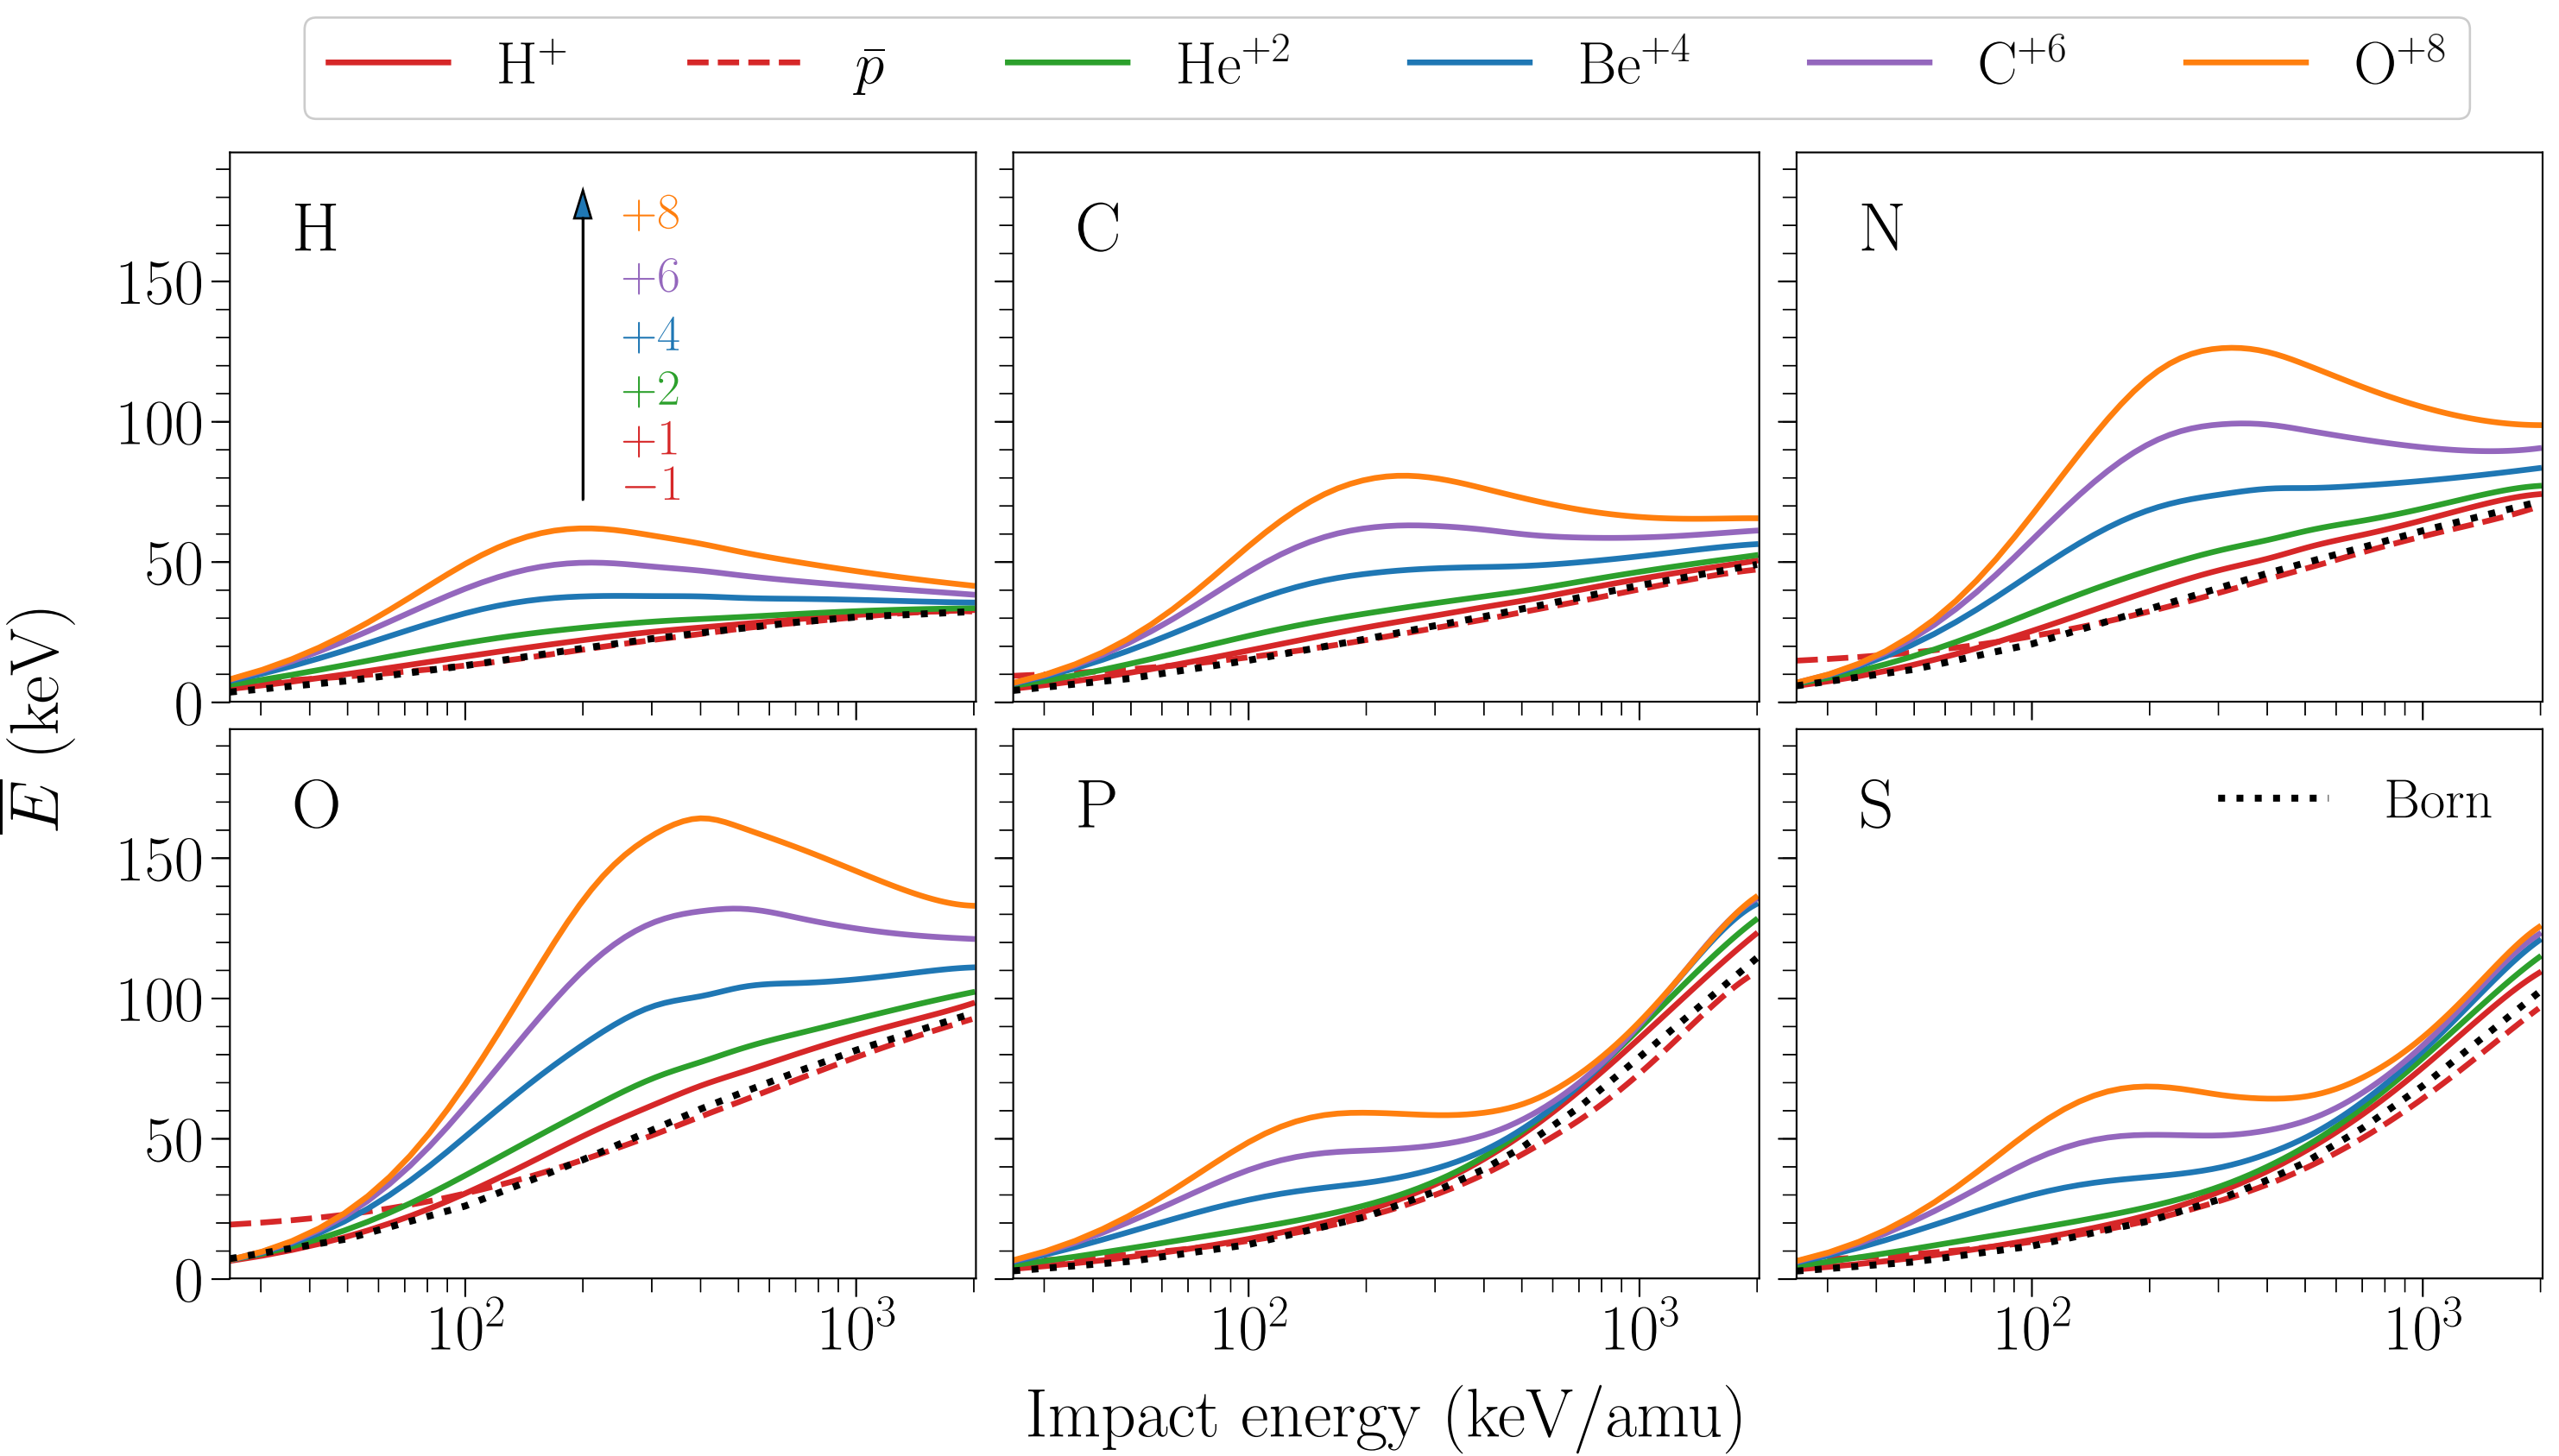 H⁺ p̄ He⁺² Be⁺⁴ C⁺⁶ O⁺⁸
H
+8
+6
+4
+2
+1
−1
C
N
150
100
50
0
E̅ (keV)
O
P
S
Born
150
100
50
0
10² 10³ 10² 10³ 10² 10³
Impact energy (keV/amu)